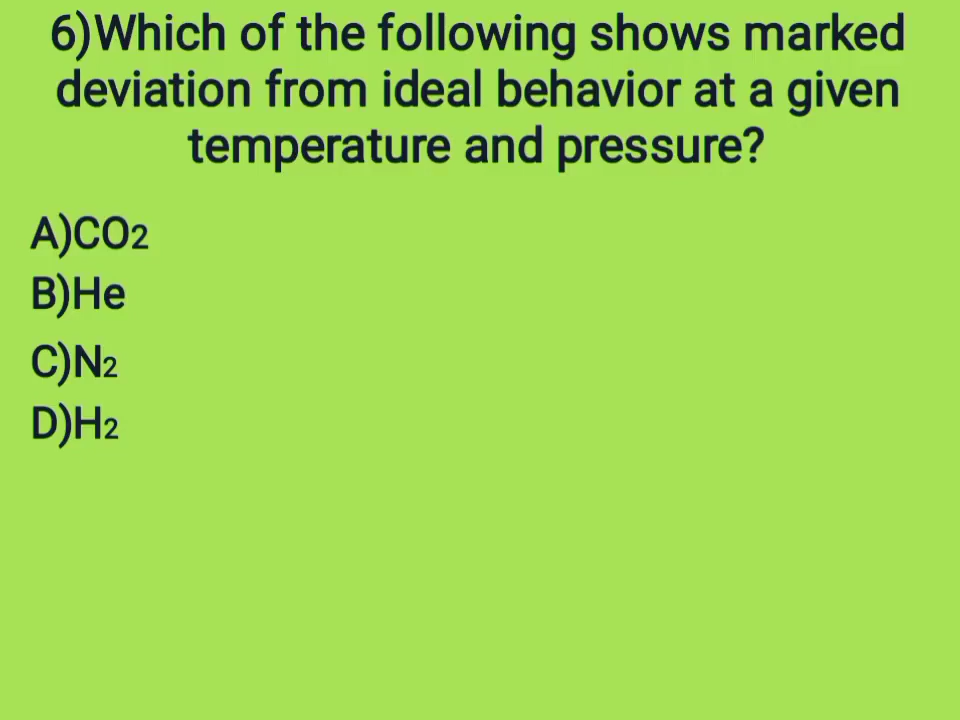 6)Which of the following shows marked
deviation from ideal behavior at a given
temperature and pressure?
A)CO2
B)He
C)N2
D)H2